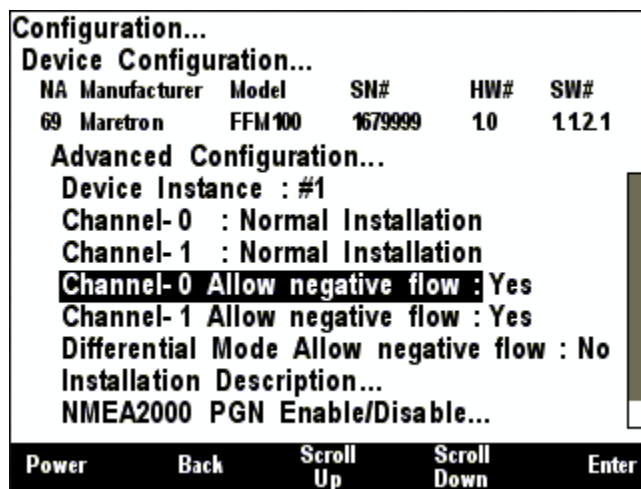 Configuration...
Device Configuration...
NA Manufacturer Model SN# HW# SW#
69 Maretron FFM100 1679999 1.0 1.1.2.1
Advanced Configuration...
Device Instance : #1
Channel-0 : Normal Installation
Channel-1 : Normal Installation
Channel-0 Allow negative flow : Yes
Channel-1 Allow negative flow : Yes
Differential Mode Allow negative flow : No
Installation Description...
NMEA2000 PGN Enable/Disable...
Power Back Scroll Up Scroll Down Enter